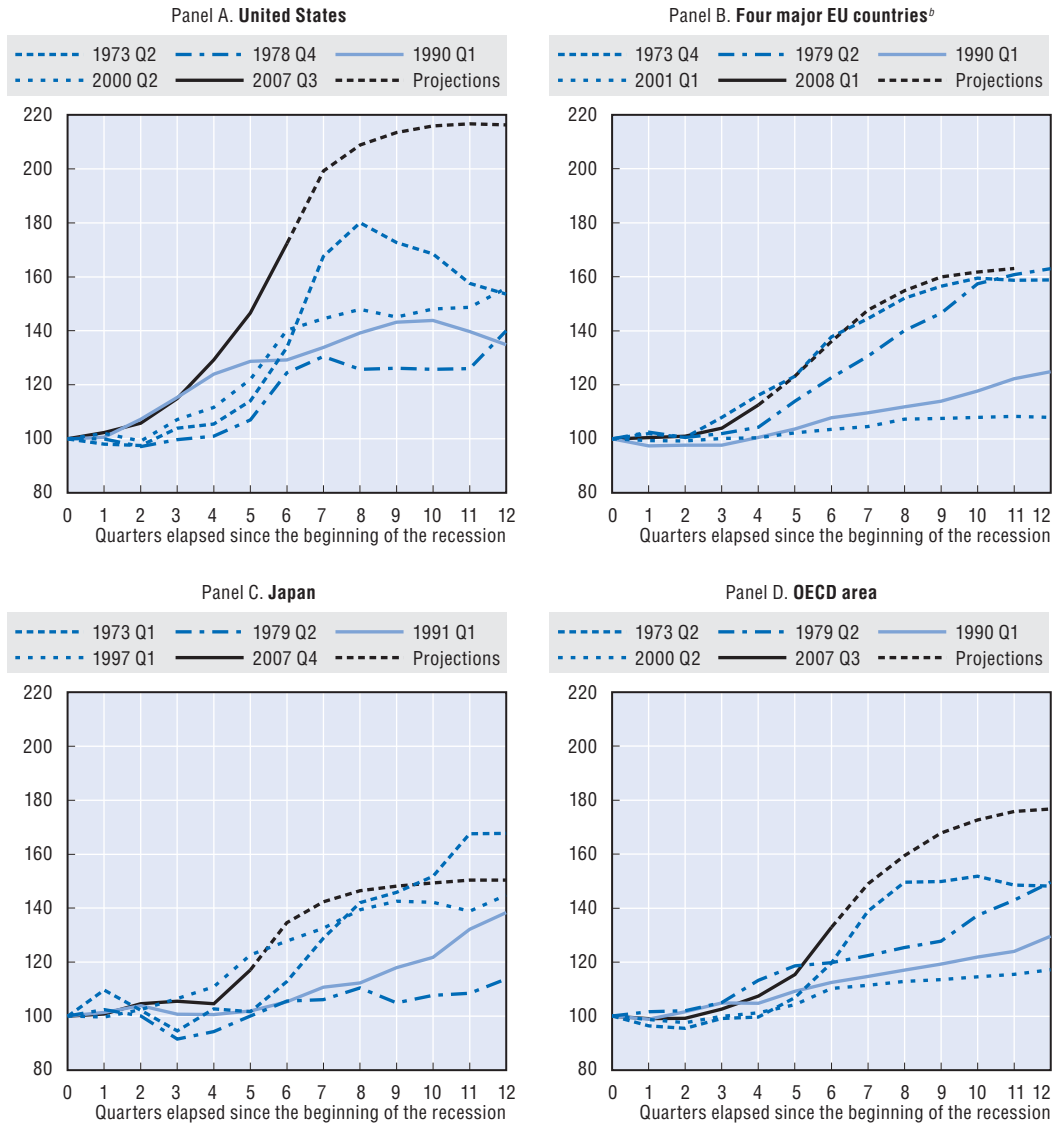 Panel A. United States
1973 Q2 1978 Q4 1990 Q1
2000 Q2 2007 Q3 Projections
220
200
180
160
140
120
100
80
0 1 2 3 4 5 6 7 8 9 10 11 12
Quarters elapsed since the beginning of the recession
Panel B. Four major EU countriesᵇ
1973 Q4 1979 Q2 1990 Q1
2001 Q1 2008 Q1 Projections
220
200
180
160
140
120
100
80
0 1 2 3 4 5 6 7 8 9 10 11 12
Quarters elapsed since the beginning of the recession
Panel C. Japan
1973 Q1 1979 Q2 1991 Q1
1997 Q1 2007 Q4 Projections
220
200
180
160
140
120
100
80
0 1 2 3 4 5 6 7 8 9 10 11 12
Quarters elapsed since the beginning of the recession
Panel D. OECD area
1973 Q2 1979 Q2 1990 Q1
2000 Q2 2007 Q3 Projections
220
200
180
160
140
120
100
80
0 1 2 3 4 5 6 7 8 9 10 11 12
Quarters elapsed since the beginning of the recession